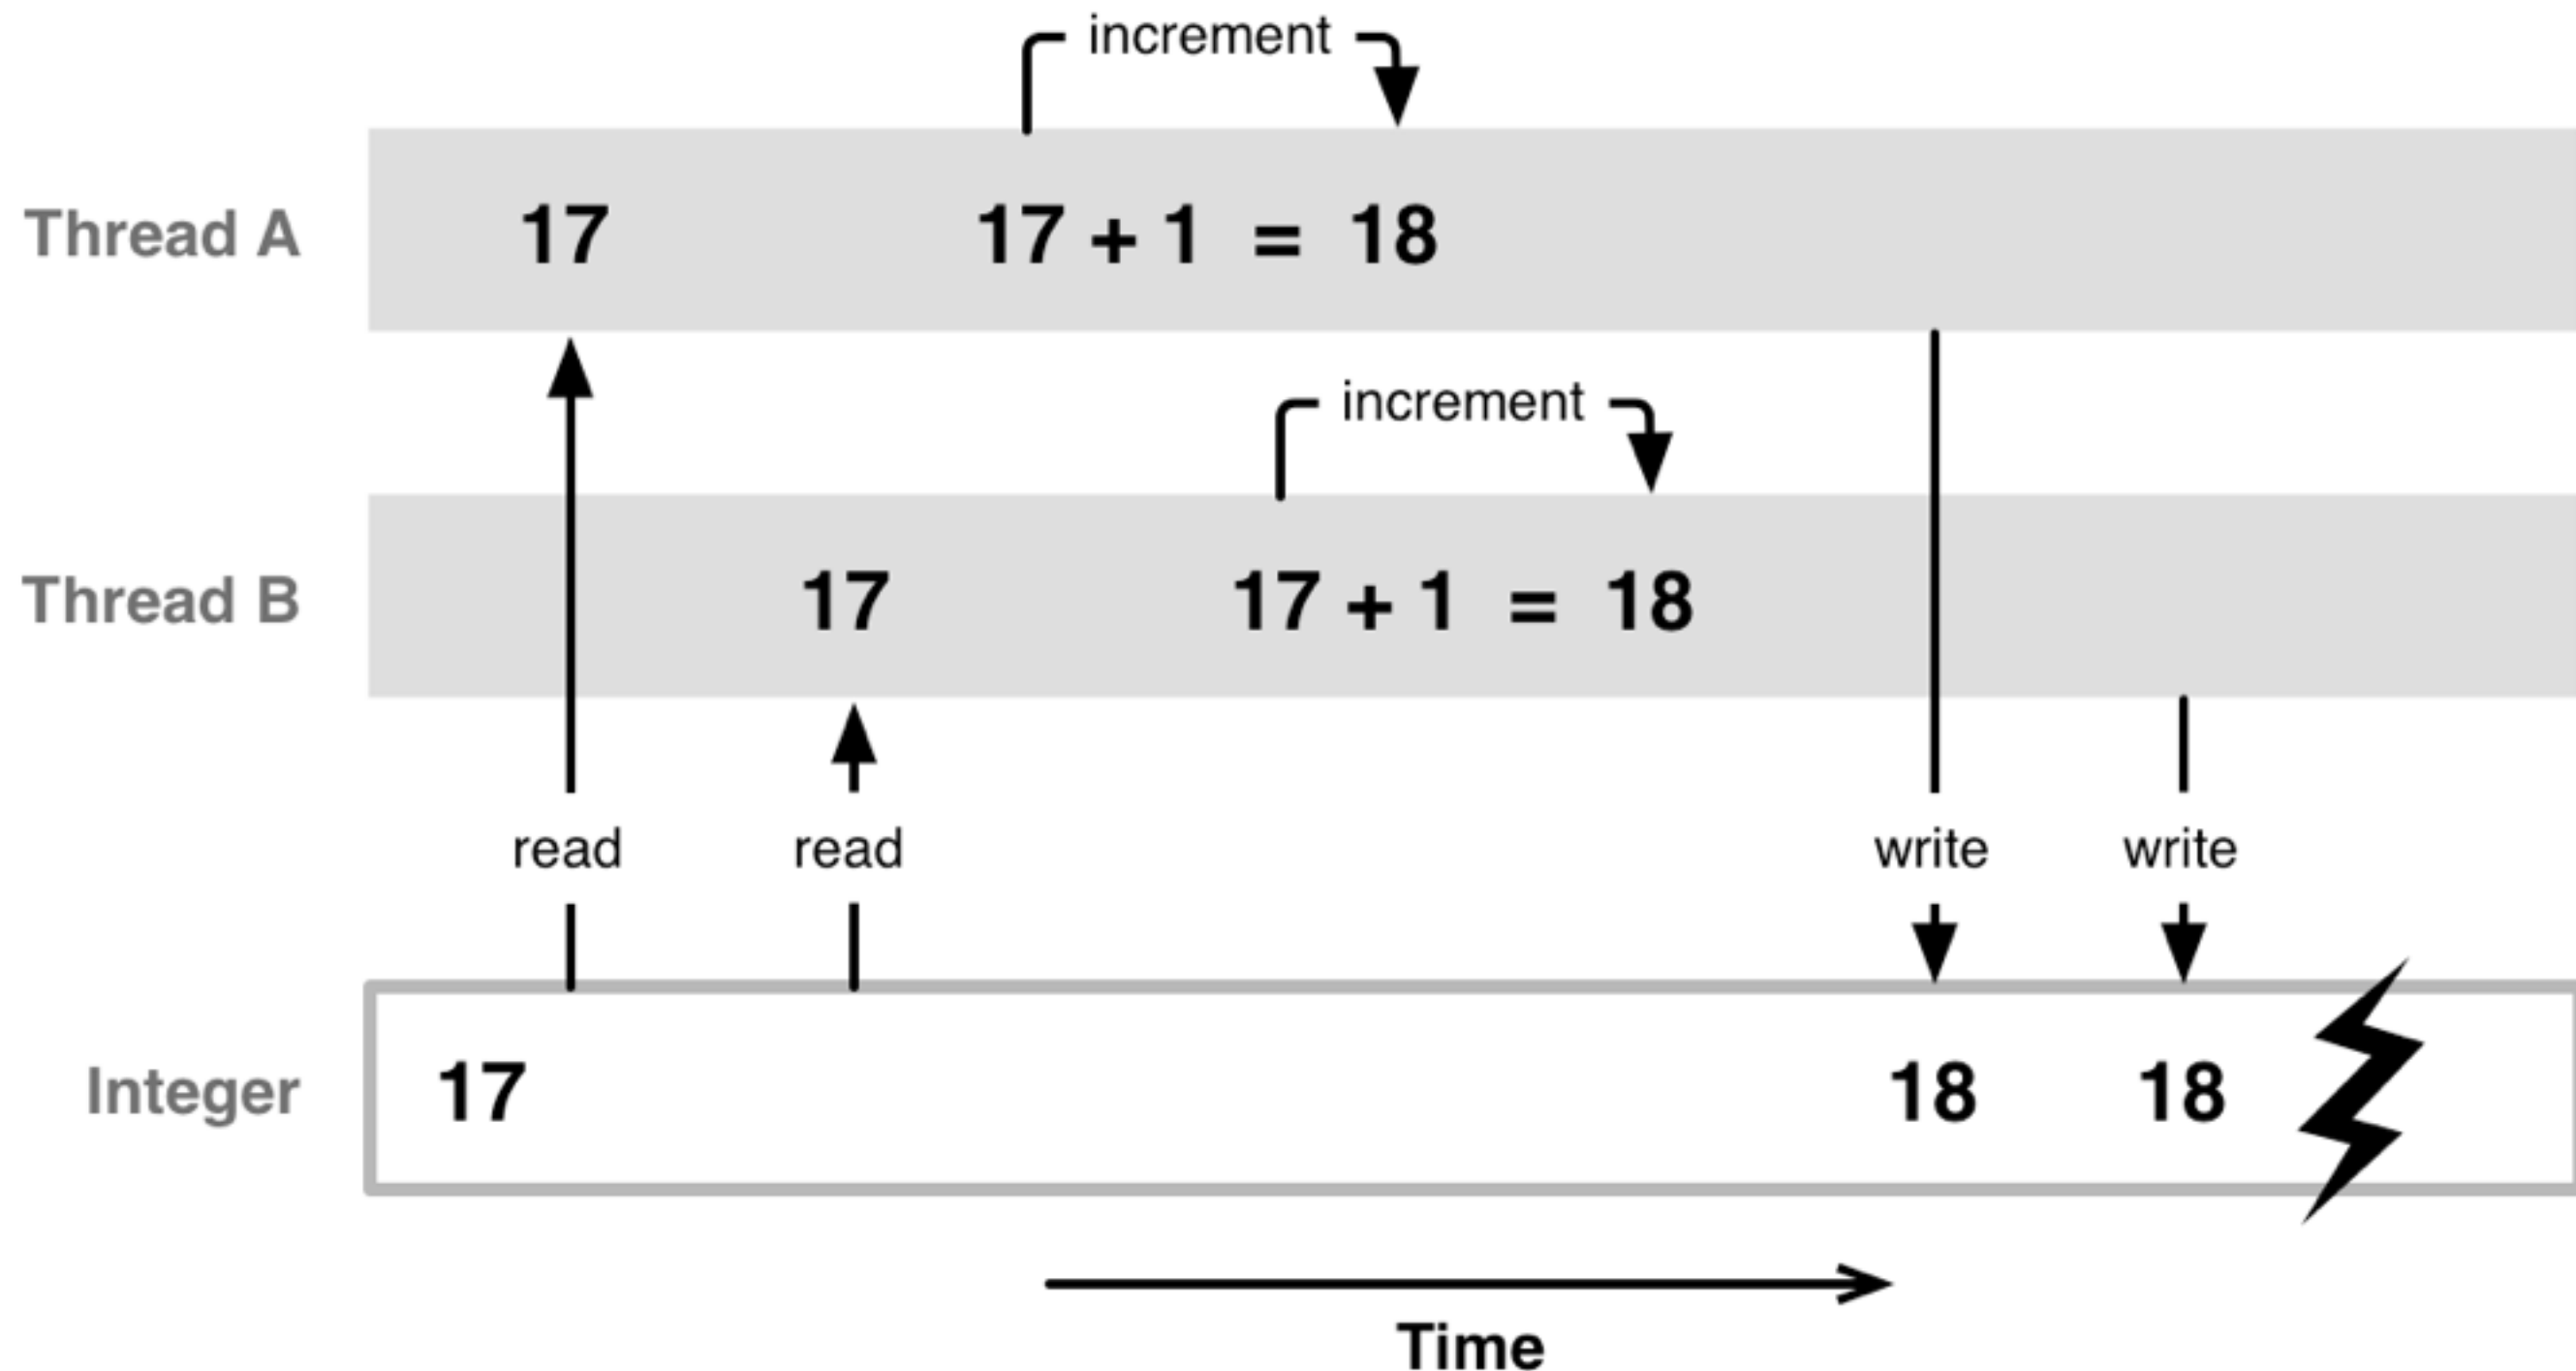 increment
Thread A 17 17 + 1 = 18
increment
Thread B 17 17 + 1 = 18
read read write write
Integer 17 18 18
Time